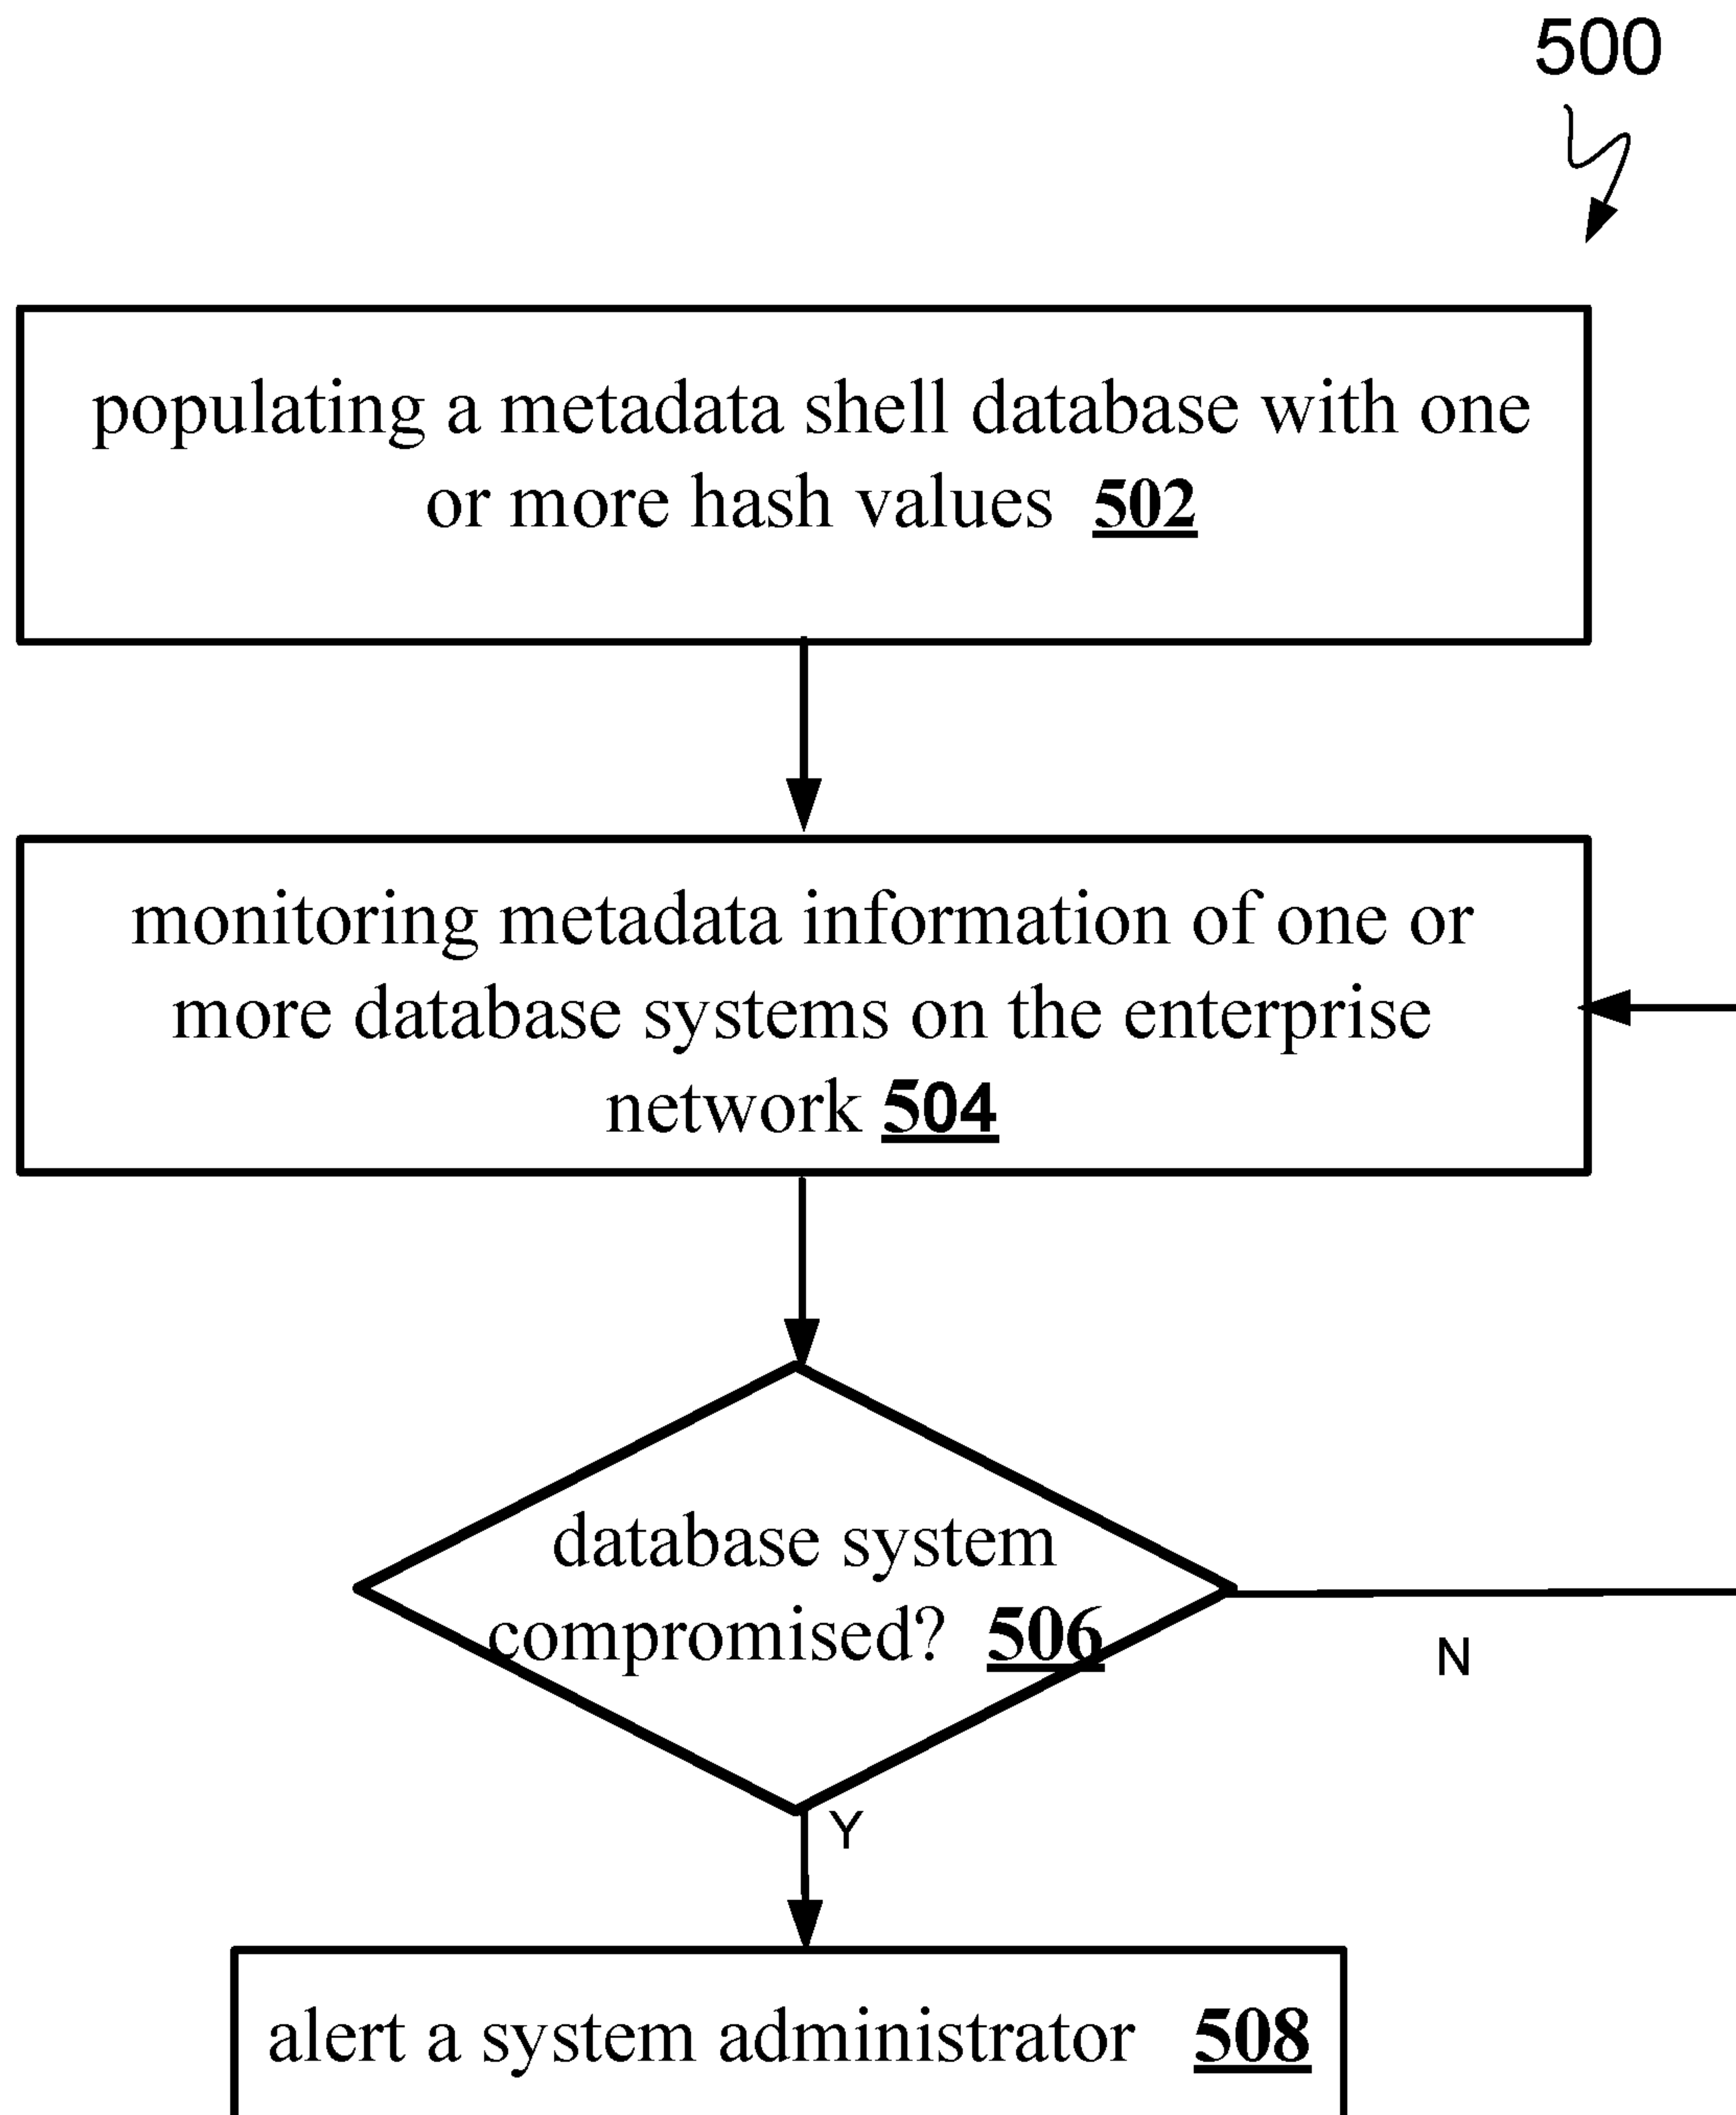 500
populating a metadata shell database with one
or more hash values 502
monitoring metadata information of one or
more database systems on the enterprise
network 504
database system
compromised? 506
N
Y
alert a system administrator 508